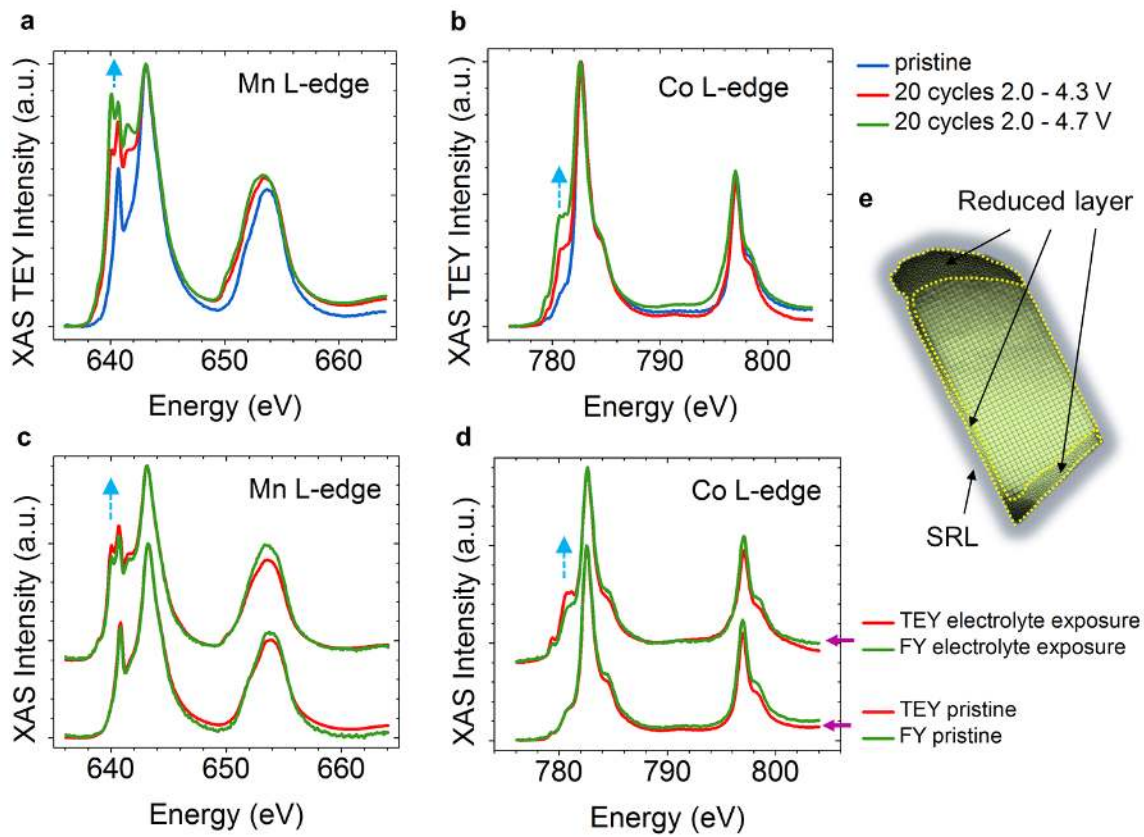 a
Mn L-edge
XAS TEY Intensity (a.u.)
640
650
660
Energy (eV)
b
Co L-edge
XAS TEY Intensity (a.u.)
780
790
800
Energy (eV)
pristine
20 cycles 2.0 - 4.3 V
20 cycles 2.0 - 4.7 V
c
Mn L-edge
XAS Intensity (a.u.)
640
650
660
Energy (eV)
d
Co L-edge
XAS Intensity (a.u.)
780
790
800
Energy (eV)
e
Reduced layer
SRL
TEY electrolyte exposure
FY electrolyte exposure
TEY pristine
FY pristine